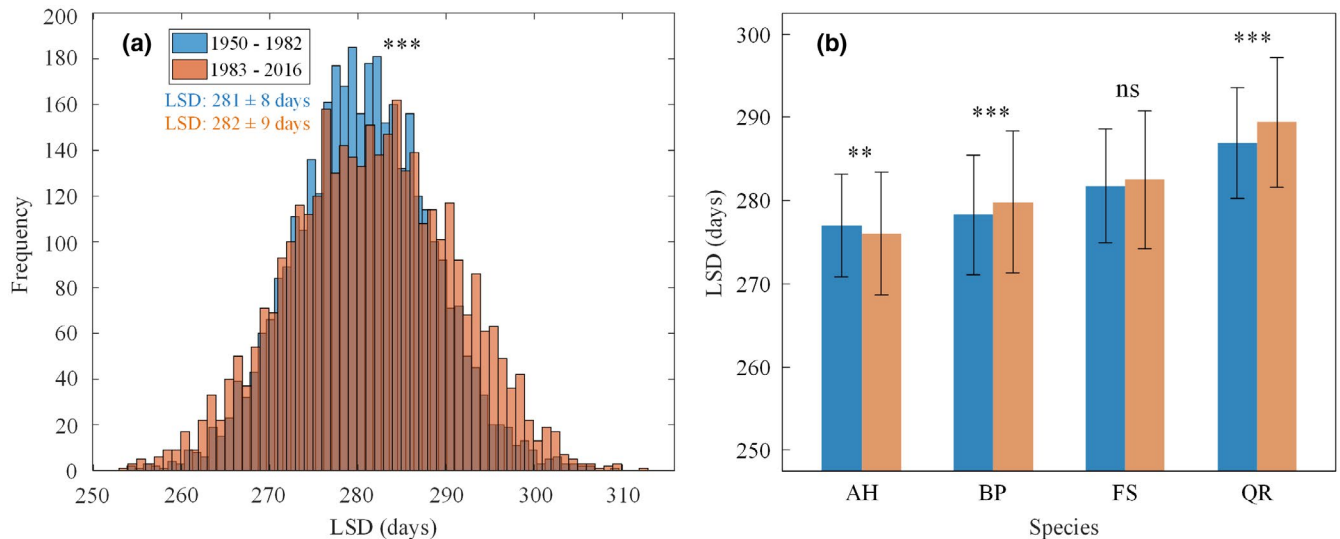 (a)
***
1950 - 1982
1983 - 2016
LSD: 281 ± 8 days
LSD: 282 ± 9 days
200
180
160
140
120
100
80
60
40
20
0
Frequency
250 260 270 280 290 300 310
LSD (days)
(b)
300
290
280
270
260
250
LSD (days)
**
***
ns
***
AH BP FS QR
Species